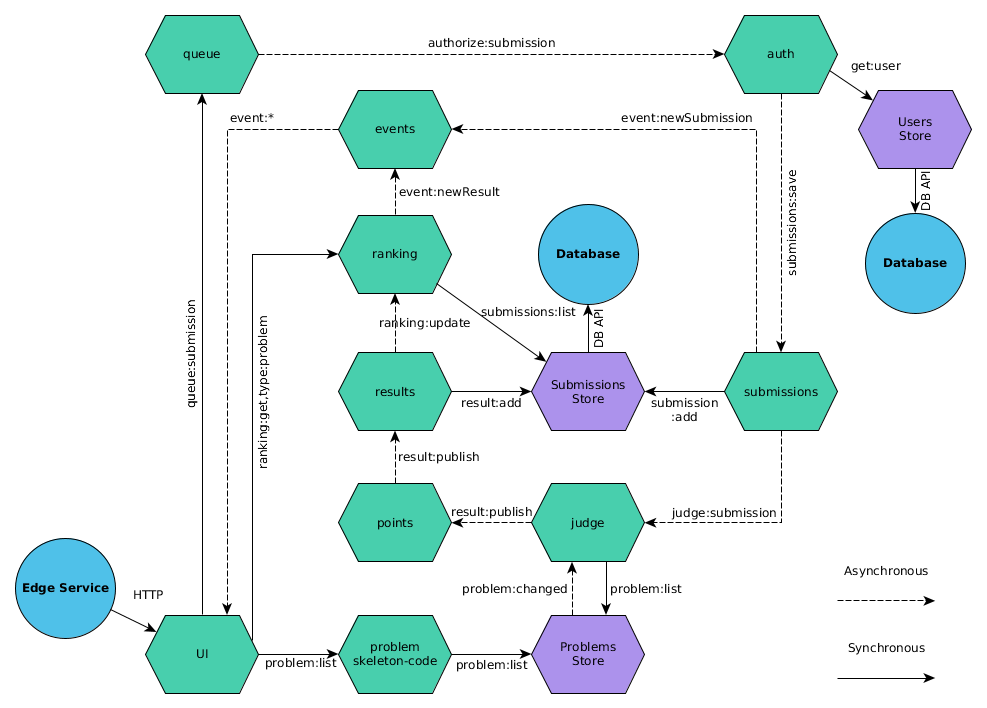 authorize:submission
queue
auth
get:user
event:*
event:newSubmission
events
Users
Store
event:newResult
submissions:save
DB API
ranking
Database
Database
submissions:list
ranking:update
DB API
queue:submission
ranking:get,type:problem
results
result:add
Submissions
Store
submission
:add
submissions
result:publish
points
result:publish
judge
judge:submission
Asynchronous
Edge Service
HTTP
problem:changed
problem:list
UI
problem:list
problem
skeleton-code
problem:list
Problems
Store
Synchronous